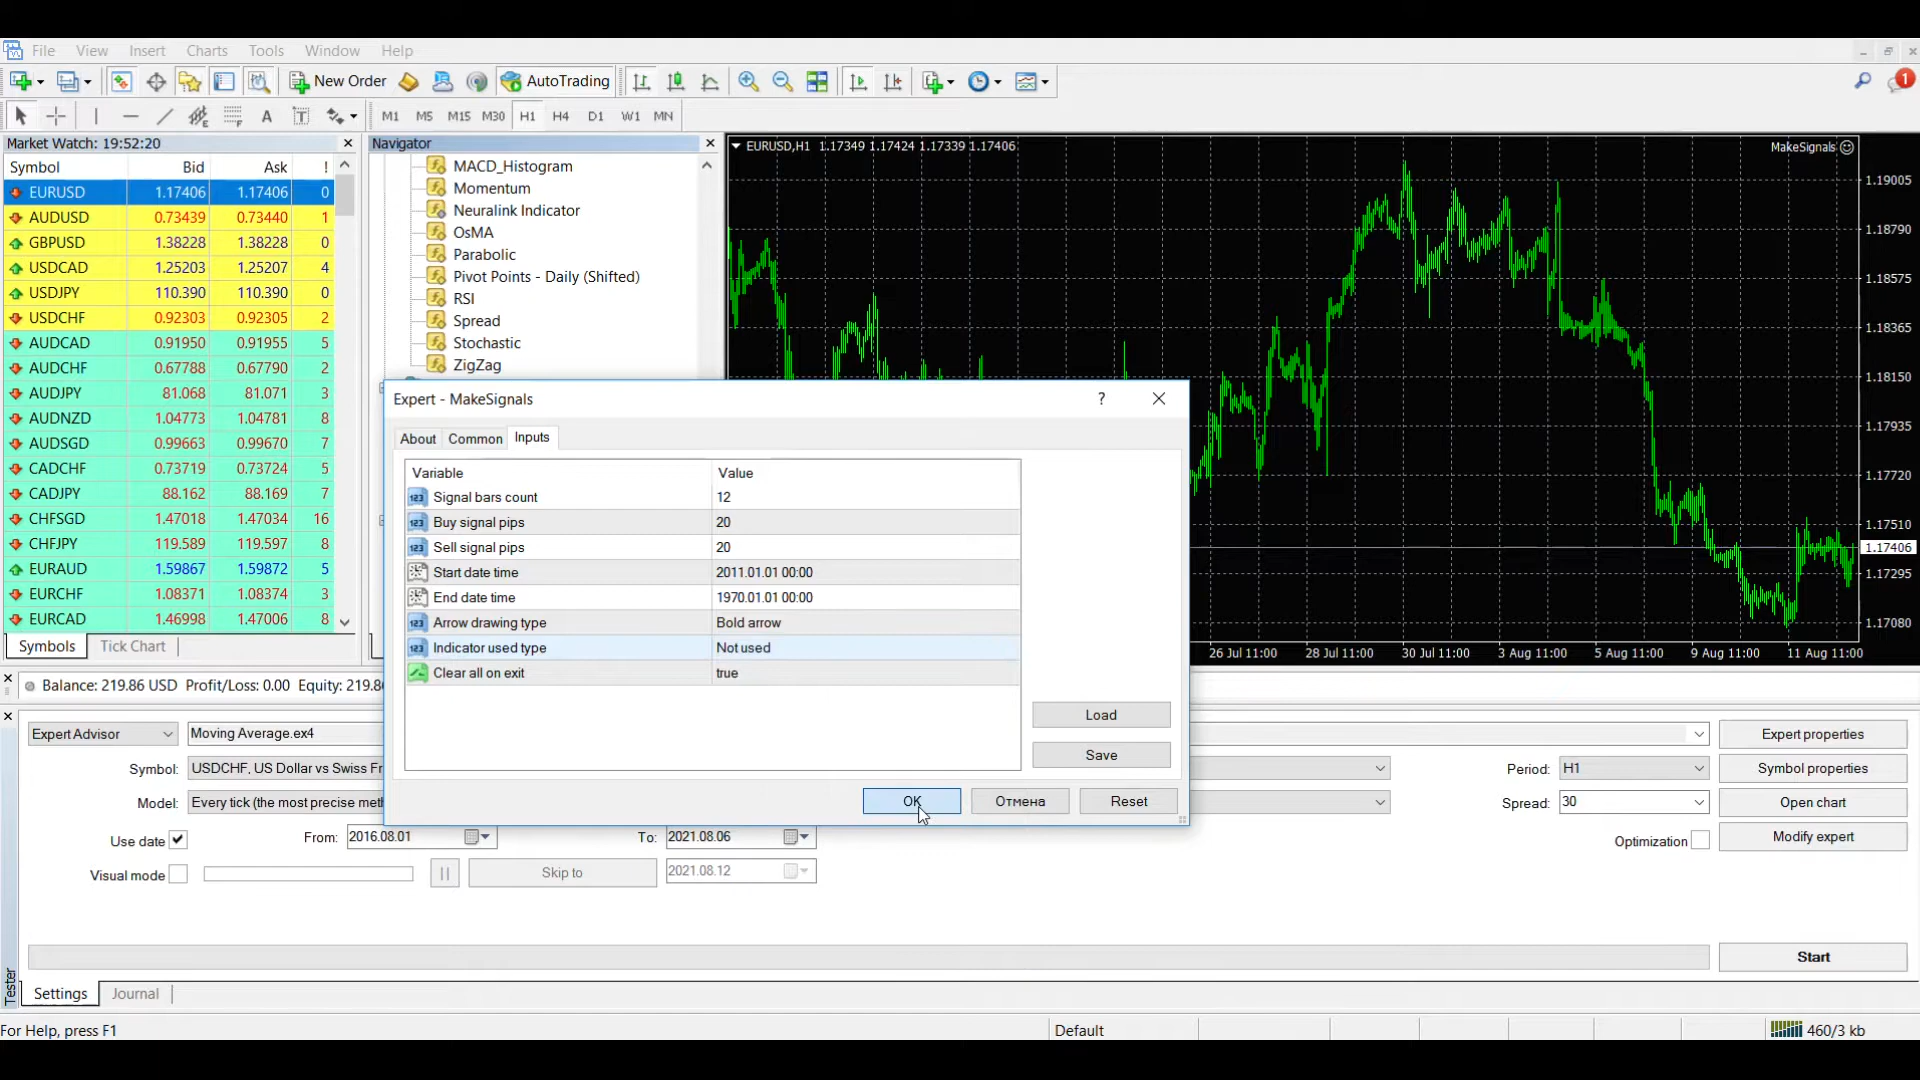 File View Insert Charts Tools Window Help
New Order AutoTrading
A T M1 M5 M15 M30 H1 H4 D1 W1 MN
1
Market Watch: 19:52:20
Symbol Bid Ask !
EURUSD 1.17406 1.17406 0
AUDUSD 0.73439 0.73440 1
GBPUSD 1.38228 1.38228 0
USDCAD 1.25203 1.25207 4
USDJPY 110.390 110.390 0
USDCHF 0.92303 0.92305 2
AUDCAD 0.91950 0.91955 5
AUDCHF 0.67788 0.67790 2
AUDJPY 81.068 81.071 3
AUDNZD 1.04773 1.04781 8
AUDSGD 0.99663 0.99670 7
CADCHF 0.73719 0.73724 5
CADJPY 88.162 88.169 7
CHFSGD 1.47018 1.47034 16
CHFJPY 119.589 119.597 8
EURAUD 1.59867 1.59872 5
EURCHF 1.08371 1.08374 3
EURCAD 1.46998 1.47006 8
Symbols Tick Chart
Navigator
MACD_Histogram
Momentum
Neuralink Indicator
OsMA
Parabolic
Pivot Points - Daily (Shifted)
RSI
Spread
Stochastic
ZigZag
EURUSD,H1 1.17349 1.17424 1.17339 1.17406
MakeSignals
1.19005
1.18790
1.18575
1.18365
1.18150
1.17935
1.17720
1.17510
1.17406
1.17295
1.17080
26 Jul 11:00 28 Jul 11:00 30 Jul 11:00 3 Aug 11:00 5 Aug 11:00 9 Aug 11:00 11 Aug 11:00
Expert - MakeSignals ?
About Common Inputs
Variable Value
123 Signal bars count 12
123 Buy signal pips 20
123 Sell signal pips 20
Start date time 2011.01.01 00:00
End date time 1970.01.01 00:00
123 Arrow drawing type Bold arrow
123 Indicator used type Not used
Clear all on exit true
Load
Save
OK Отмена Reset
Balance: 219.86 USD Profit/Loss: 0.00 Equity: 219.8
Expert Advisor Moving Average.ex4 Expert properties
Symbol: USDCHF, US Dollar vs Swiss Fr Period: H1 Symbol properties
Model: Every tick (the most precise met Spread: 30 Open chart
Use date From: 2016.08.01 To: 2021.08.06 Optimization Modify expert
Visual mode Skip to 2021.08.12
Start
Tester
Settings Journal
For Help, press F1 Default 460/3 kb